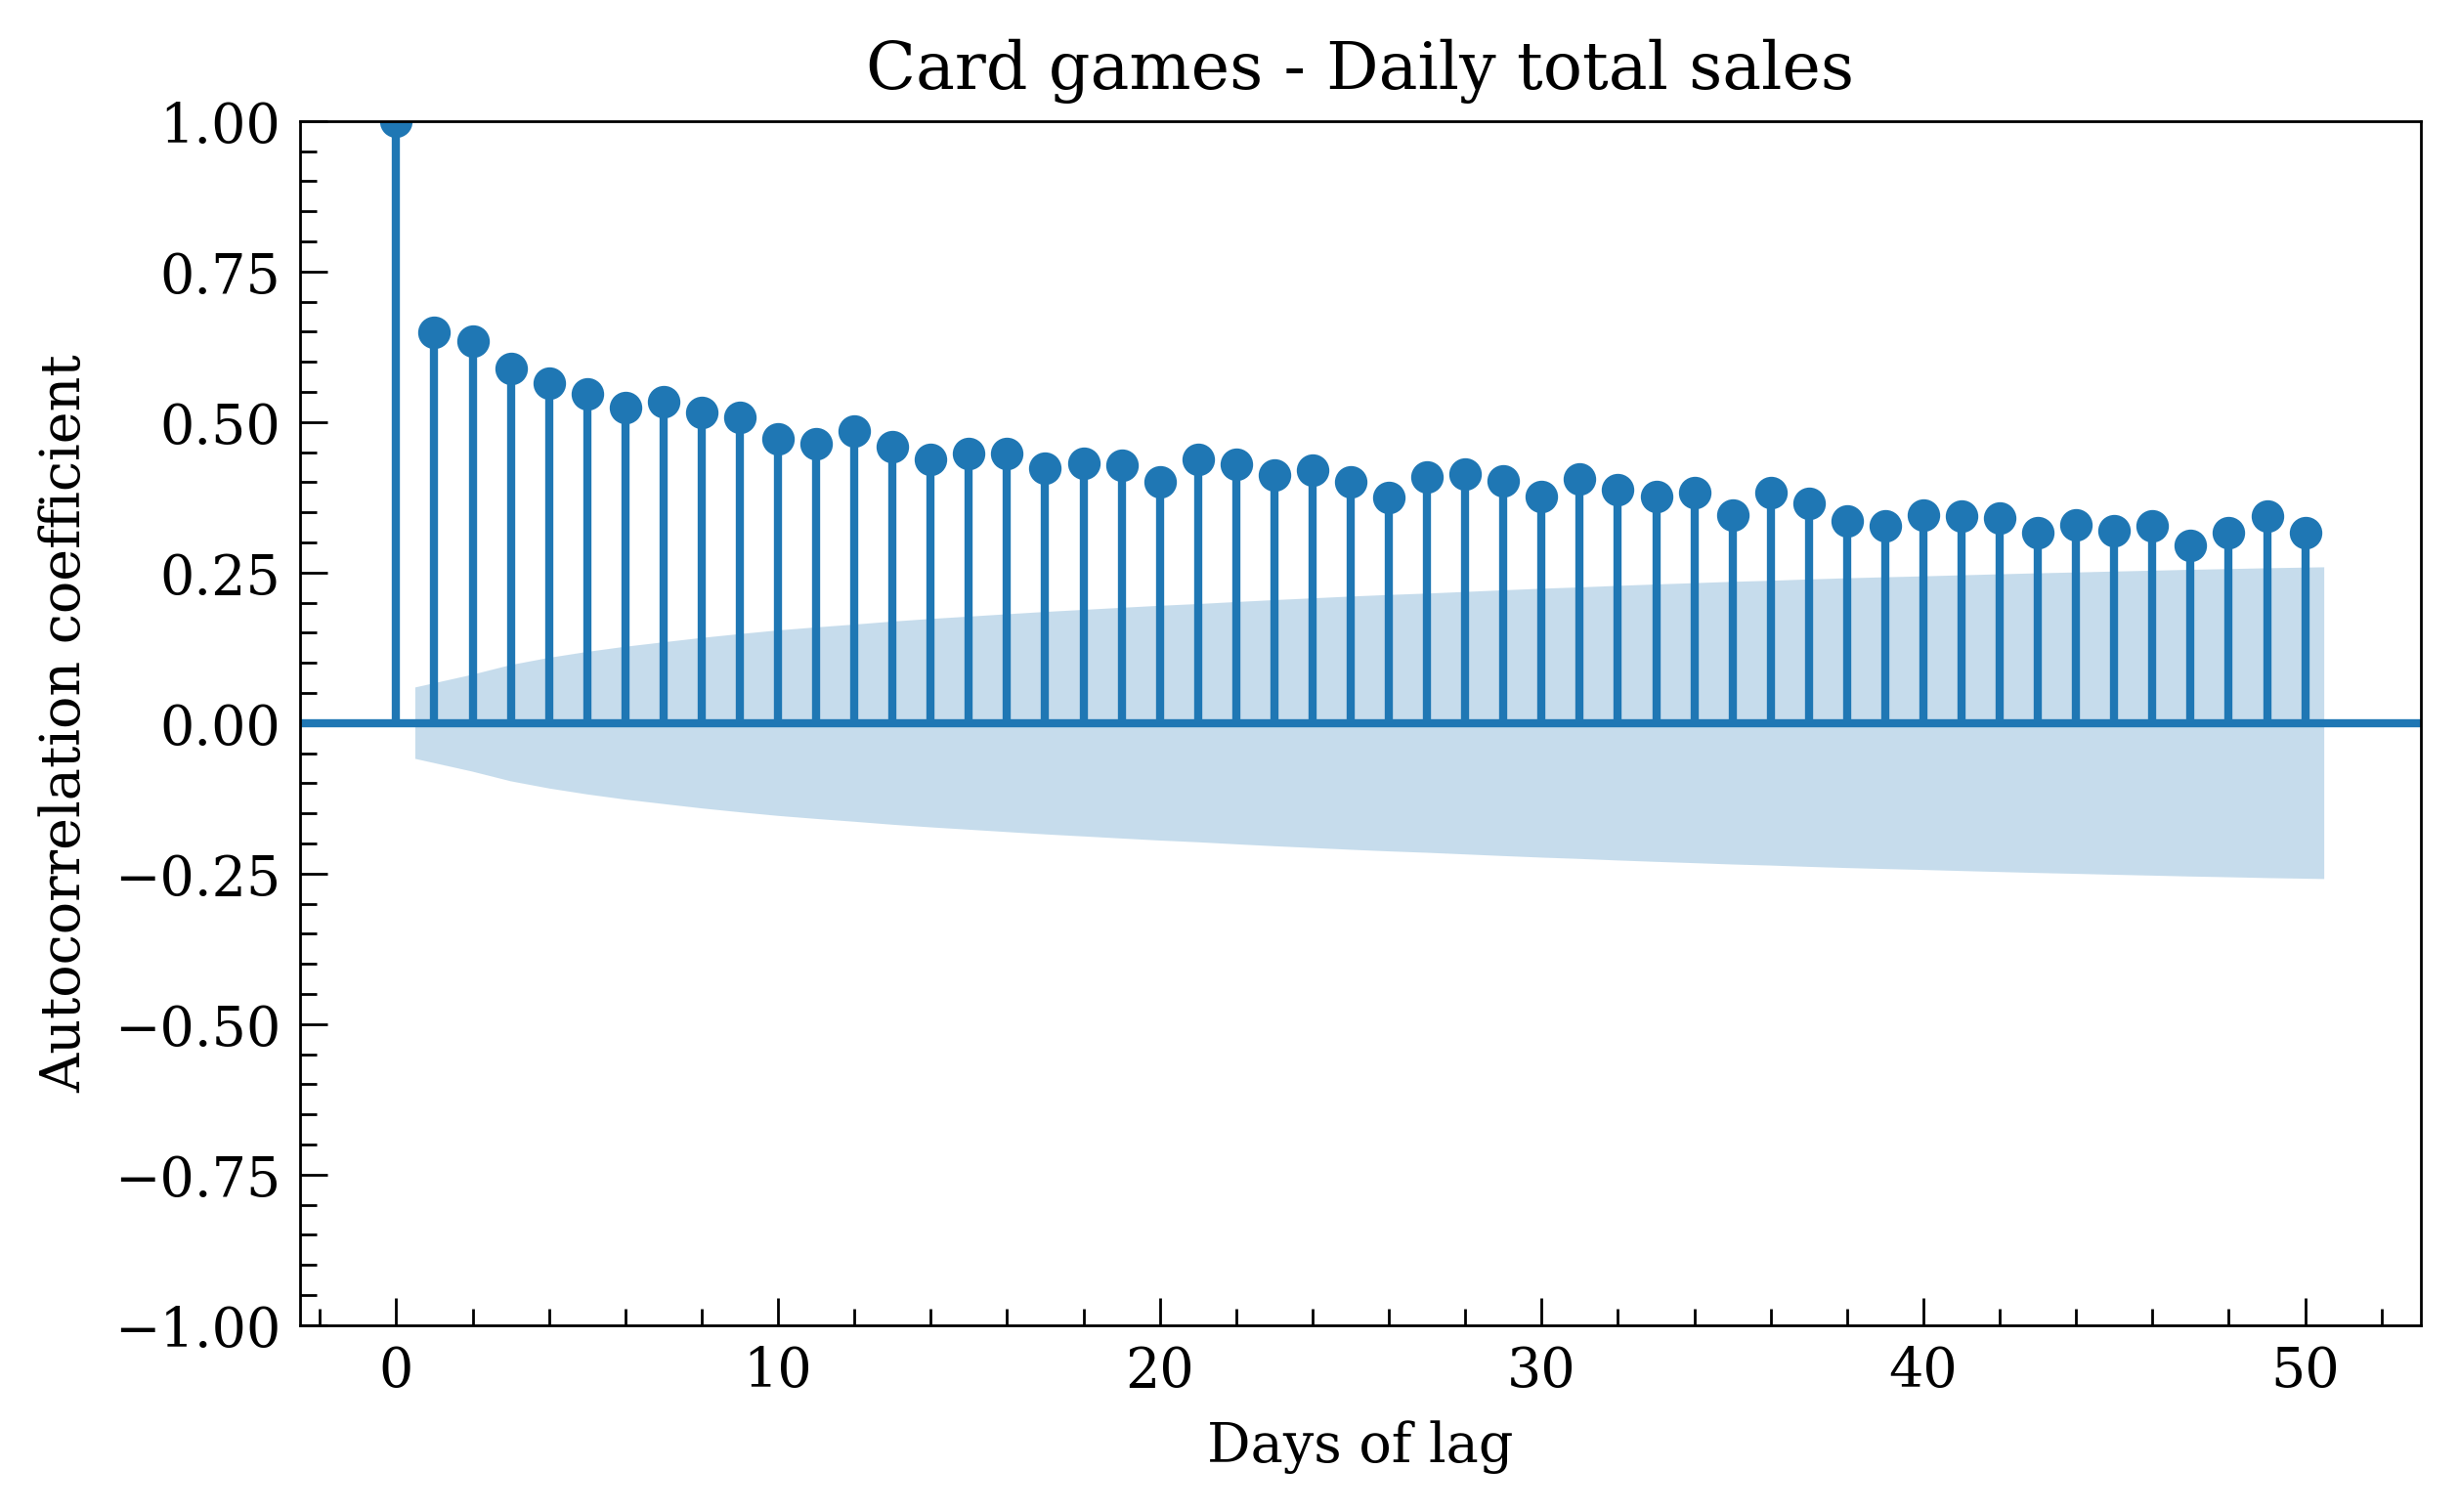 Card games - Daily total sales
1.00
0.75
0.50
0.25
0.00
−0.25
−0.50
−0.75
−1.00
Autocorrelation coefficient
0 10 20 30 40 50
Days of lag